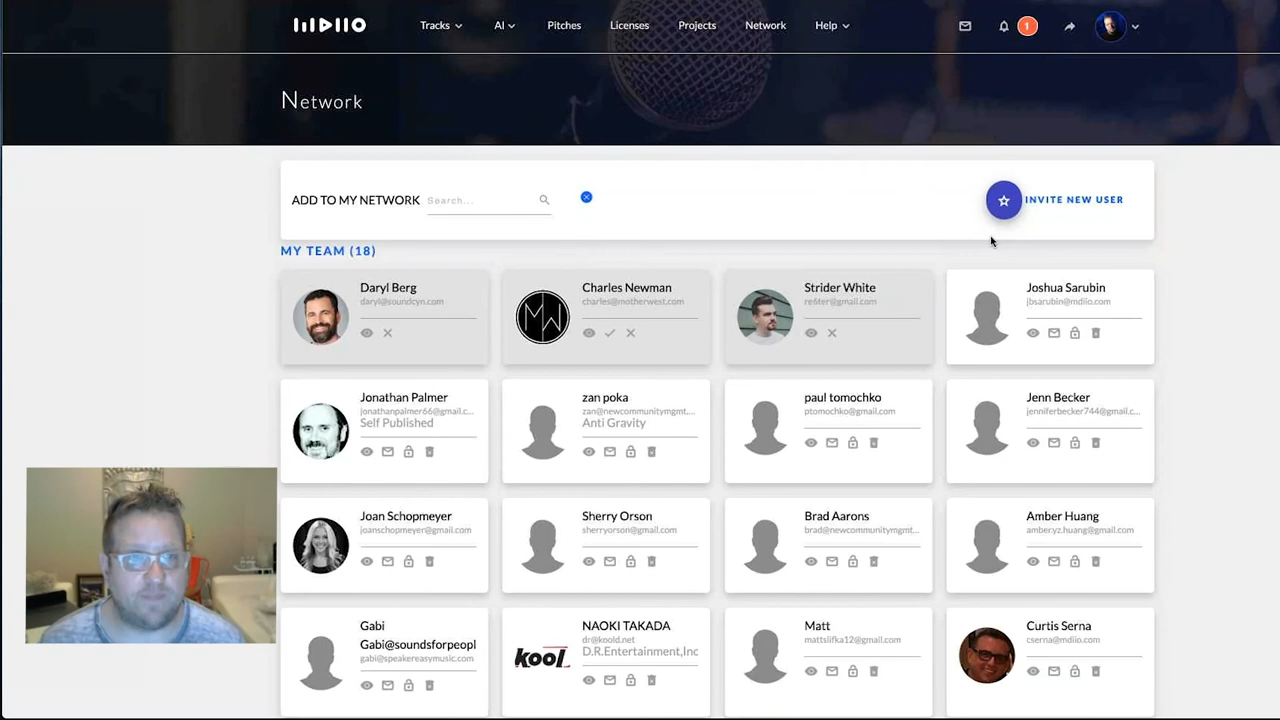 Tracks AI Pitches Licenses Projects Network Help 1
Network
ADD TO MY NETWORK Search... INVITE NEW USER
MY TEAM (18)
Daryl Berg
daryl@soundcyn.com
Charles Newman
charles@motherwest.com
MW
Strider White
re6ter@gmail.com
Joshua Sarubin
jbsarubin@mdiio.com
Jonathan Palmer
jonathanpalmer66@gmail.c...
Self Published
zan poka
zan@newcommunitymgmt....
Anti Gravity
paul tomochko
ptomochko@gmail.com
Jenn Becker
jenniferbecker744@gmail.c...
Joan Schopmeyer
joanschopmeyer@gmail.com
Sherry Orson
sherryorson@gmail.com
Brad Aarons
brad@newcommunitymgmt...
Amber Huang
amberyz.huang@gmail.com
Gabi
Gabi@soundsforpeopl
gabi@speakereasymusic.com
kool
NAOKI TAKADA
dr@koold.net
D.R.Entertainment,Inc
Matt
mattslifka12@gmail.com
Curtis Serna
cserna@mdiio.com